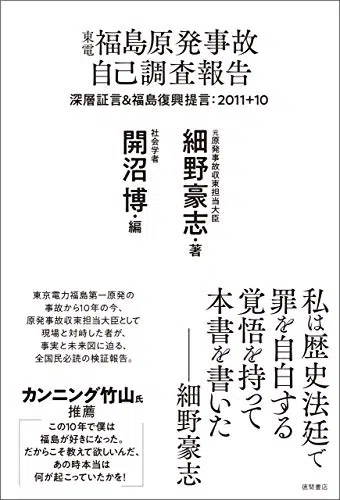 東電 福島原発事故
自己調査報告
深層証言&福島復興提言:2011+10
元原発事故収束担当大臣
細野豪志・著
社会学者
開沼 博・編
私は歴史法廷で
罪を自白する
覚悟を持って
本書を書いた
――細野豪志
東京電力福島第一原発の
事故から10年の今、
原発事故収束担当大臣として
現場と対峙した者が、
事実と未来図に迫る、
全国民必読の検証報告。
カンニング竹山氏
推薦
「この10年で僕は
福島が好きになった。
だからこそ教えて欲しいんだ、
あの時本当は
何が起こっていたかを!」
徳間書店